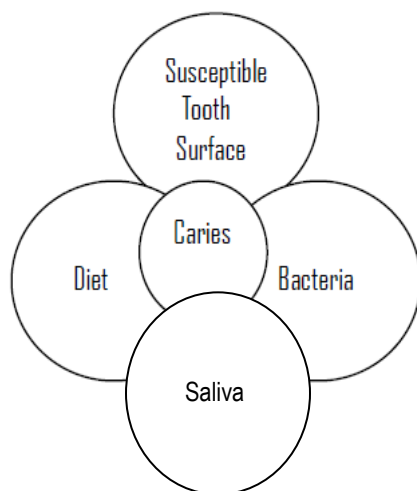 Susceptible
Tooth
Surface
Caries
Diet
Bacteria
Saliva